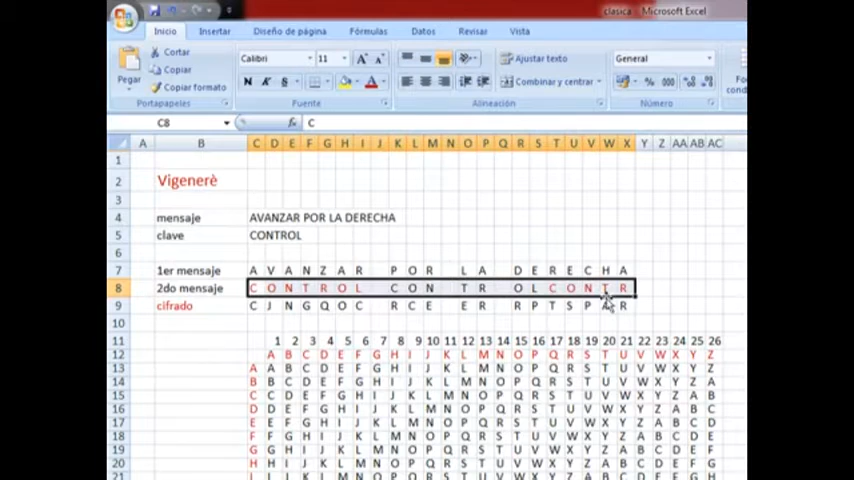 clasica - Microsoft Excel
Inicio Insertar Diseño de página Fórmulas Datos Revisar Vista
Cortar
Copiar
Copiar formato
Pegar
Calibri 11
Ajustar texto
Combinar y centrar
General
N K S
% 000
Portapapeles Fuente Alineación Número
C8 fx C
A B C D E F G H I J K L M N O P Q R S T U V W X Y Z AA AB AC
1
2 Vigenerè
3
4 mensaje AVANZAR POR LA DERECHA
5 clave CONTROL
6
7 1er mensaje A V A N Z A R P O R L A D E R E C H A
8 2do mensaje C O N T R O L C O N T R O L C O N T R
9 cifrado C J N G Q O C R C E E R R P T S P A R
10
11 1 2 3 4 5 6 7 8 9 10 11 12 13 14 15 16 17 18 19 20 21 22 23 24 25 26
12 A B C D E F G H I J K L M N O P Q R S T U V W X Y Z
13 A A B C D E F G H I J K L M N O P Q R S T U V W X Y Z
14 B B C D E F G H I J K L M N O P Q R S T U V W X Y Z A
15 C C D E F G H I J K L M N O P Q R S T U V W X Y Z A B
16 D D E F G H I J K L M N O P Q R S T U V W X Y Z A B C
17 E E F G H I J K L M N O P Q R S T U V W X Y Z A B C D
18 F F G H I J K L M N O P Q R S T U V W X Y Z A B C D E
19 G G H I J K L M N O P Q R S T U V W X Y Z A B C D E F
20 H H I J K L M N O P Q R S T U V W X Y Z A B C D E F G